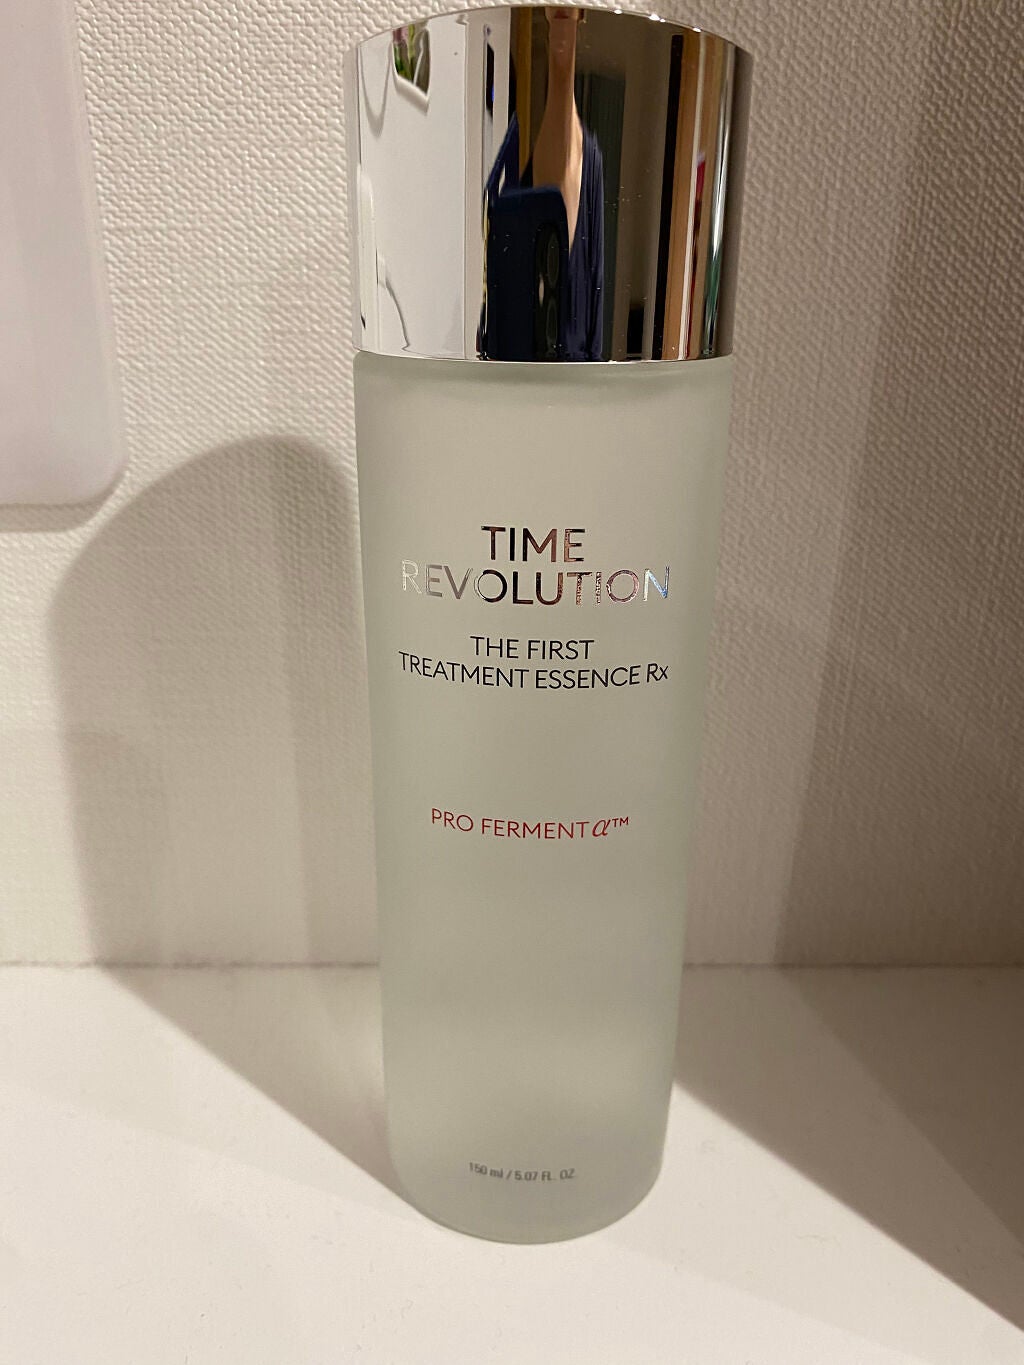 TIME
REVOLUTION
THE FIRST
TREATMENT ESSENCE Rx
PRO FERMENT α™
150 ml / 5.07 FL. OZ.